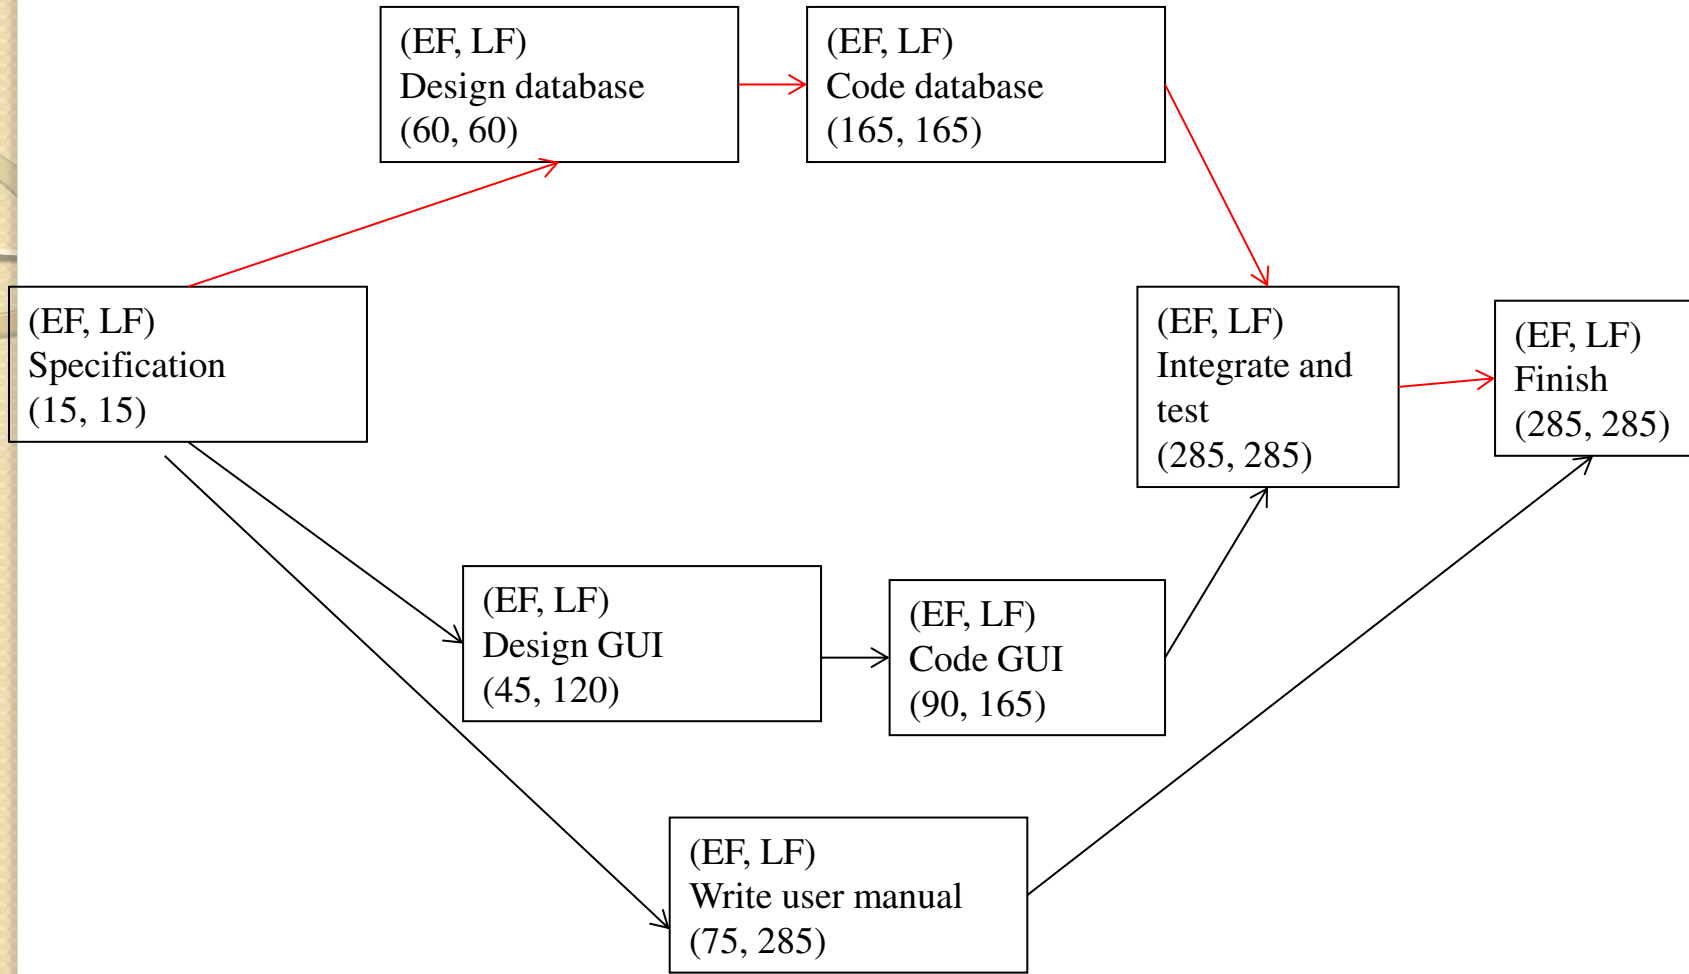 (EF, LF)
Design database
(60, 60)
(EF, LF)
Code database
(165, 165)
(EF, LF)
Specification
(15, 15)
(EF, LF)
Integrate and
test
(285, 285)
(EF, LF)
Finish
(285, 285)
(EF, LF)
Design GUI
(45, 120)
(EF, LF)
Code GUI
(90, 165)
(EF, LF)
Write user manual
(75, 285)